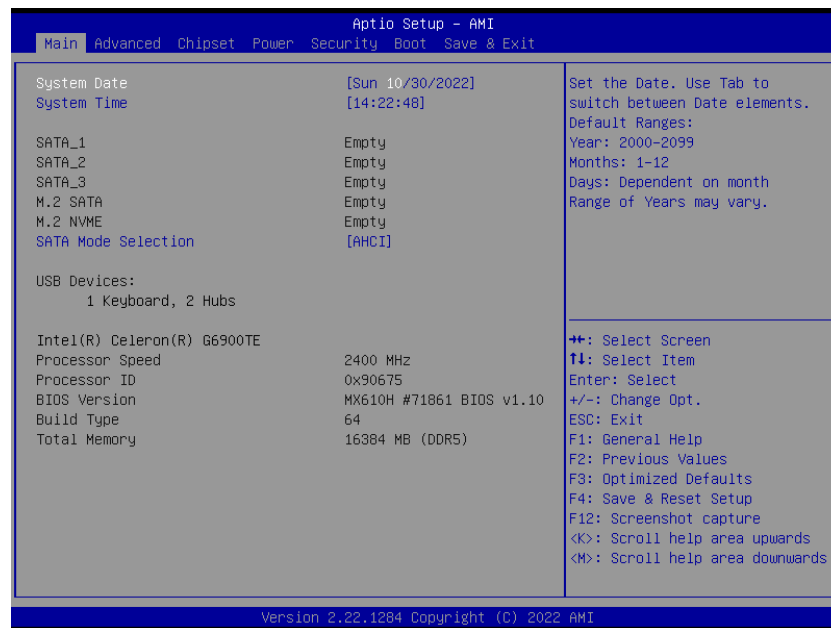 Aptio Setup – AMI
Main Advanced Chipset Power Security Boot Save & Exit
System Date [Sun 10/30/2022]
System Time [14:22:48]
SATA_1 Empty
SATA_2 Empty
SATA_3 Empty
M.2 SATA Empty
M.2 NVME Empty
SATA Mode Selection [AHCI]
USB Devices:
1 Keyboard, 2 Hubs
Intel(R) Celeron(R) G6900TE
Processor Speed 2400 MHz
Processor ID 0x90675
BIOS Version MX610H #71861 BIOS v1.10
Build Type 64
Total Memory 16384 MB (DDR5)
Set the Date. Use Tab to
switch between Date elements.
Default Ranges:
Year: 2000-2099
Months: 1-12
Days: Dependent on month
Range of Years may vary.
→←: Select Screen
↑↓: Select Item
Enter: Select
+/-: Change Opt.
ESC: Exit
F1: General Help
F2: Previous Values
F3: Optimized Defaults
F4: Save & Reset Setup
F12: Screenshot capture
<K>: Scroll help area upwards
<M>: Scroll help area downwards
Version 2.22.1284 Copyright (C) 2022 AMI